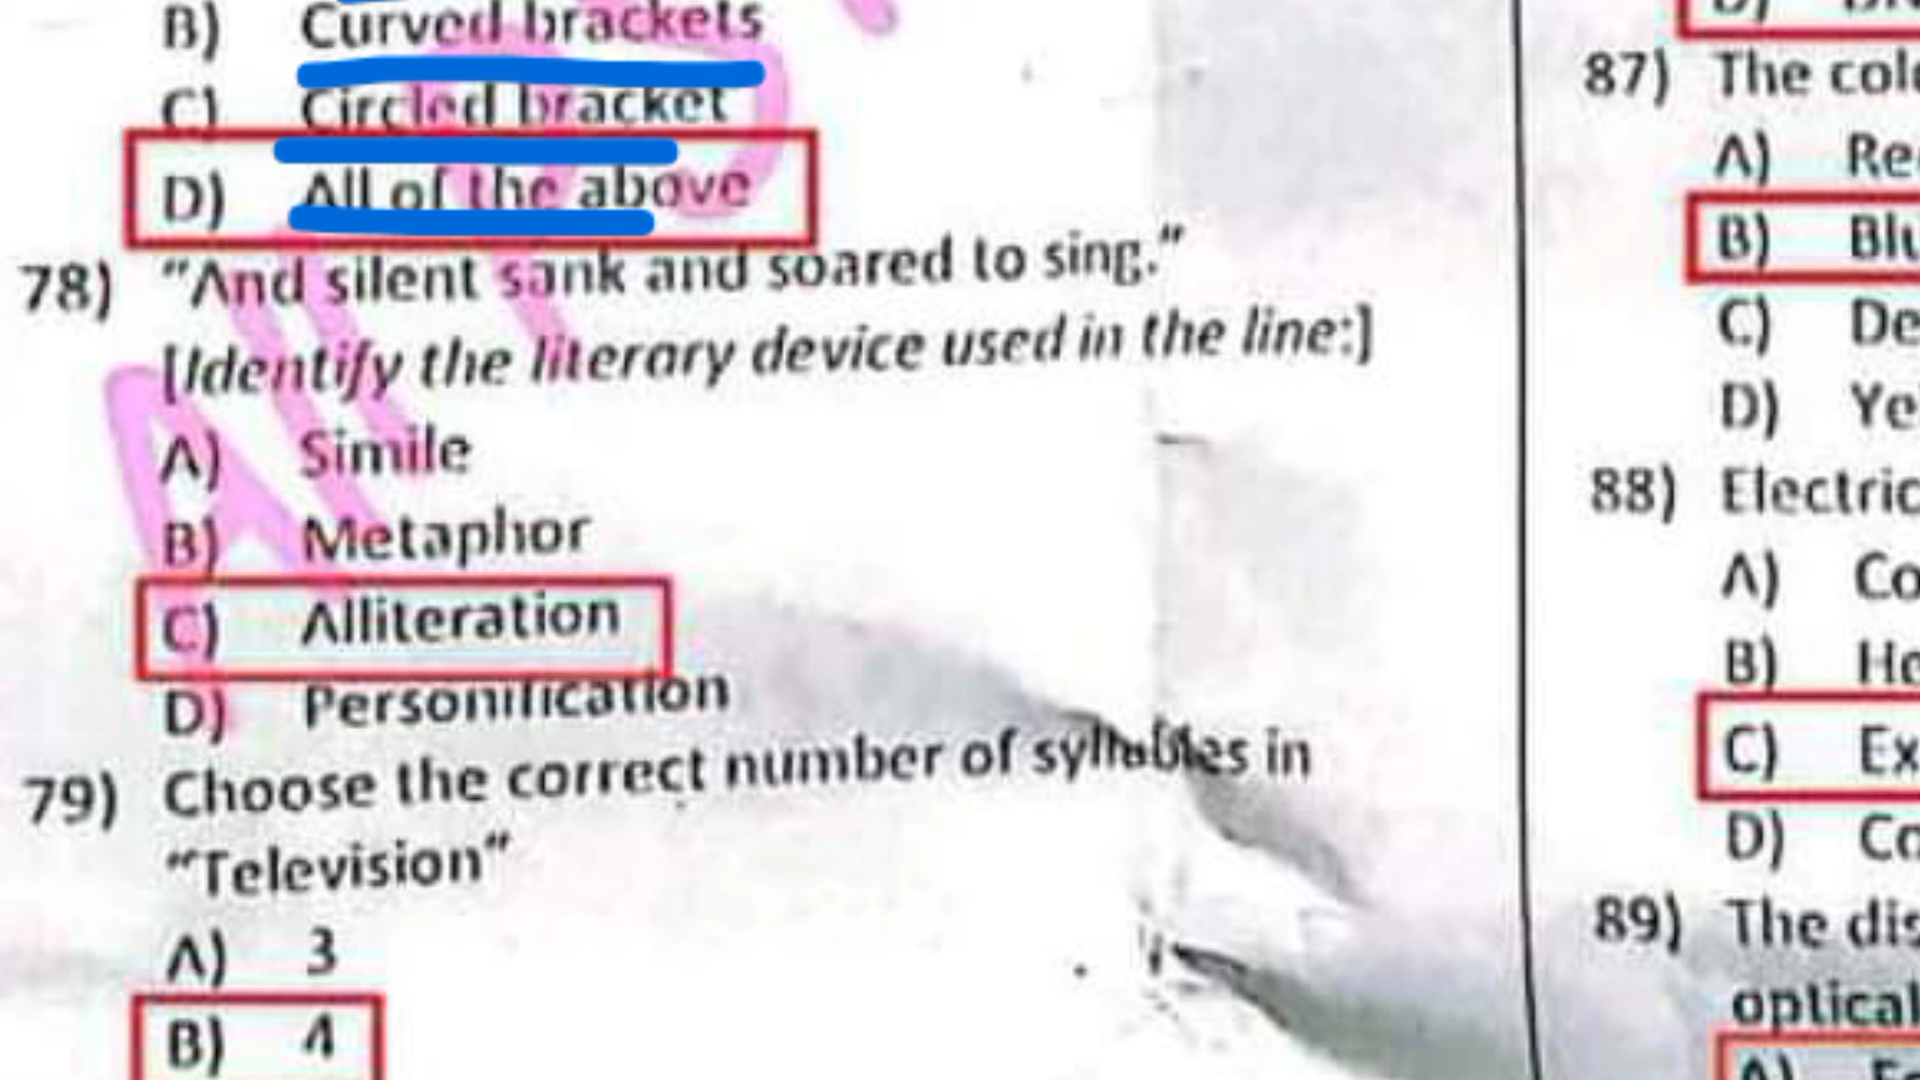 B) Curved brackets
C) Circled bracket
D) All of the above
78) "And silent sank and soared to sing."
[Identify the literary device used in the line:]
A) Simile
B) Metaphor
C) Alliteration
D) Personification
79) Choose the correct number of syllables in
"Television"
A) 3
B) 4
87) The
A)
B)
C)
D)
88)
A)
B)
C)
D)
89) The
optical
A)